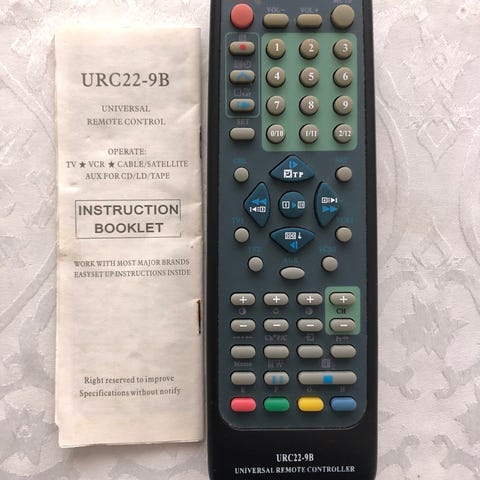 URC22-9B
UNIVERSAL
REMOTE CONTROL
OPERATE:
TV ★ VCR ★ CABLE/SATELLITE
AUX FOR CD/LD/TAPE
INSTRUCTION
BOOKLET
WORK WITH MOST MAJOR BRANDS
EASYSET UP INSTRUCTIONS INSIDE
Right reserved to improve
Specifications without notify
VOL− VOL+ MUTE
1 2 3
4 5 6
7 8 9
SET
0/10 1/11 2/12
TP
+ + + +
CH
− − − −
Memo
E F G H
URC22-9B
UNIVERSAL REMOTE CONTROLLER